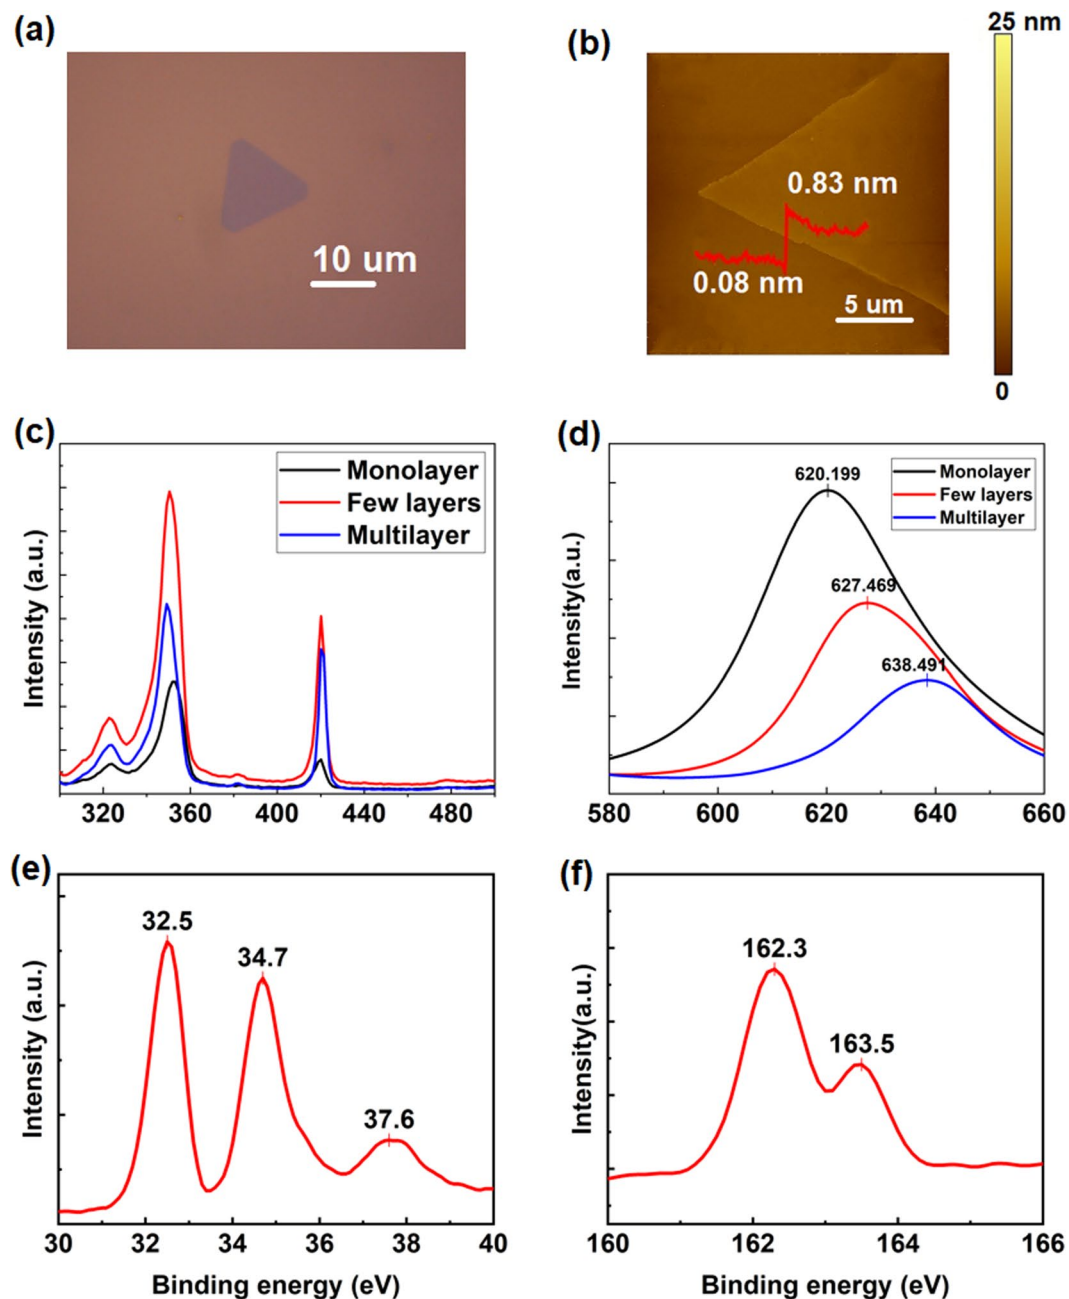 (a)
10 um
(b)
25 nm
0.83 nm
0.08 nm
5 um
0
(c)
Monolayer
Few layers
Multilayer
Intensity (a.u.)
320 360 400 440 480
(d)
620.199
Monolayer
Few layers
Multilayer
627.469
638.491
Intensity(a.u.)
580 600 620 640 660
(e)
32.5
34.7
37.6
Intensity (a.u.)
30 32 34 36 38 40
Binding energy (eV)
(f)
162.3
163.5
Intensity(a.u.)
160 162 164 166
Binding energy (eV)